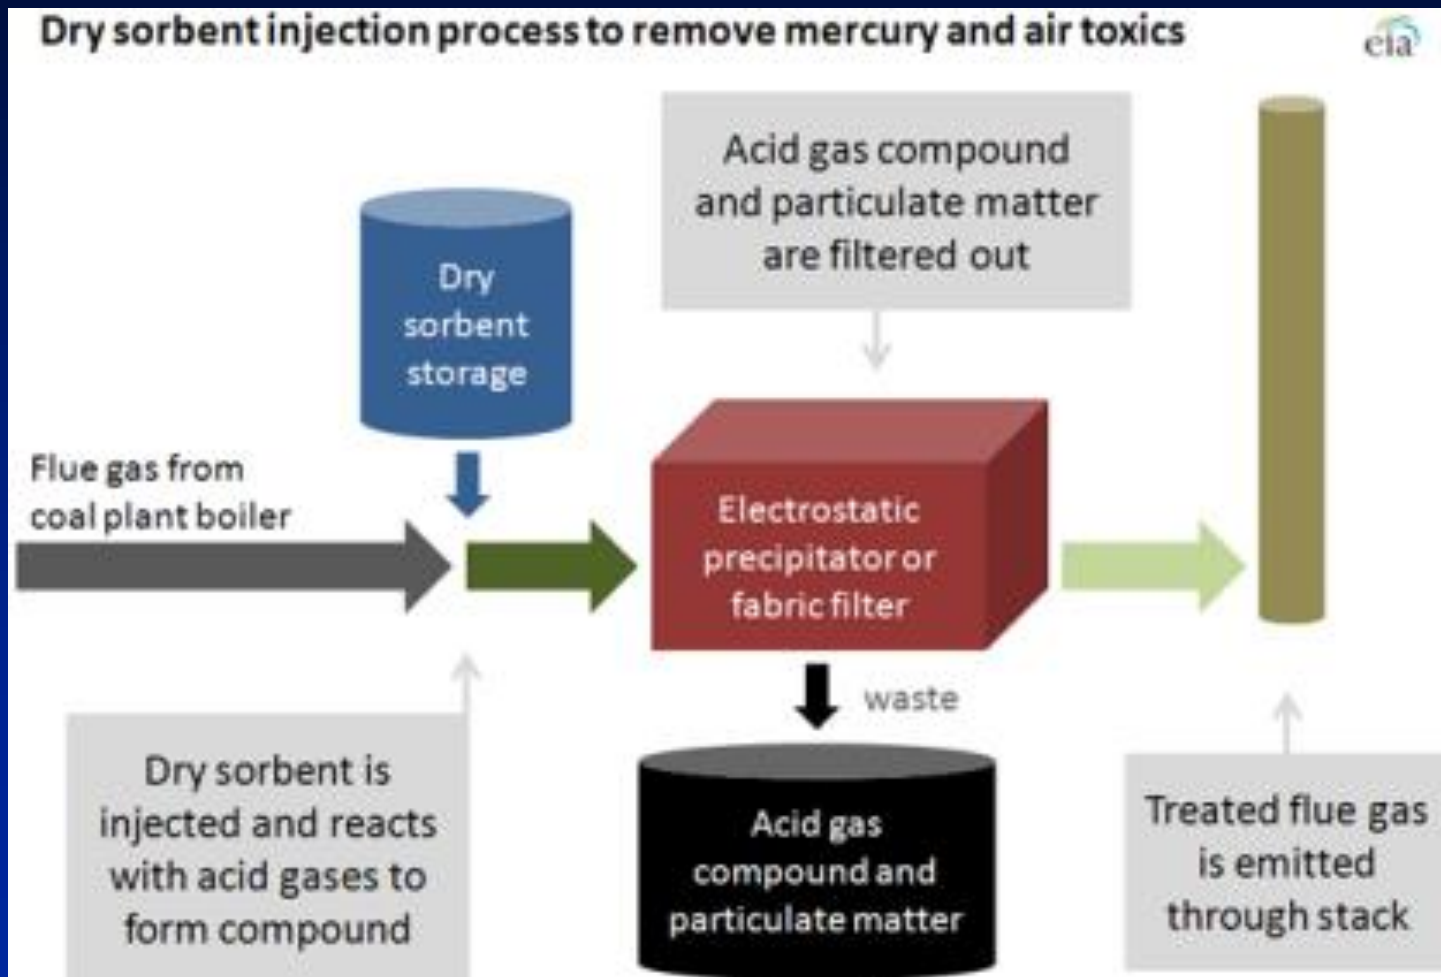 Dry sorbent injection process to remove mercury and air toxics
eia
Acid gas compound
and particulate matter
are filtered out
Dry
sorbent
storage
Flue gas from
coal plant boiler
Electrostatic
precipitator or
fabric filter
waste
Dry sorbent is
injected and reacts
with acid gases to
form compound
Acid gas
compound and
particulate matter
Treated flue gas
is emitted
through stack